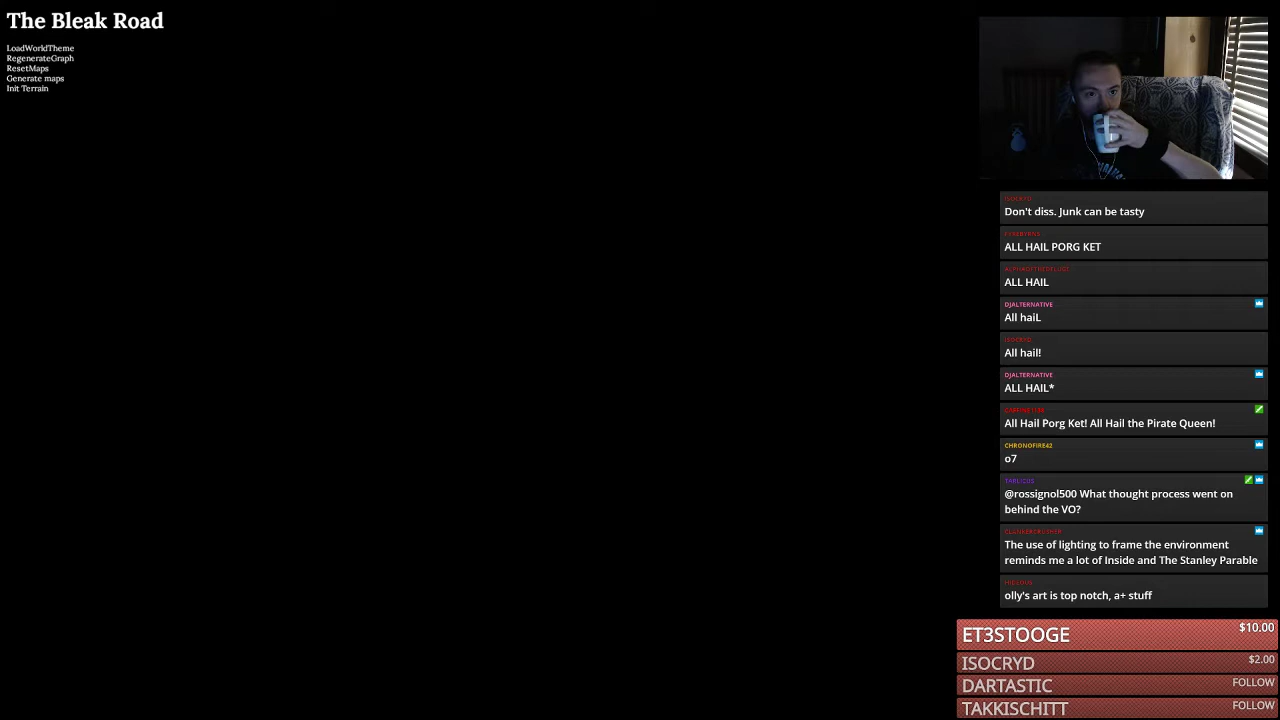 The Bleak Road
LoadWorldTheme
RegenerateGraph
ResetMaps
Generate maps
Init Terrain
ISOCRYD
Don't diss. Junk can be tasty
ALL HAIL PORG KET
ALL HAIL
DJALTERNATIVE
All haiL
ISOCRYD
All hail!
DJALTERNATIVE
ALL HAIL*
All Hail Porg Ket! All Hail the Pirate Queen!
CHRONOFIRE42
o7
@rossignol500 What thought process went on
behind the VO?
The use of lighting to frame the environment
reminds me a lot of Inside and The Stanley Parable
olly's art is top notch, a+ stuff
ET3STOOGE
$10.00
ISOCRYD
$2.00
DARTASTIC
FOLLOW
TAKKISCHITT
FOLLOW